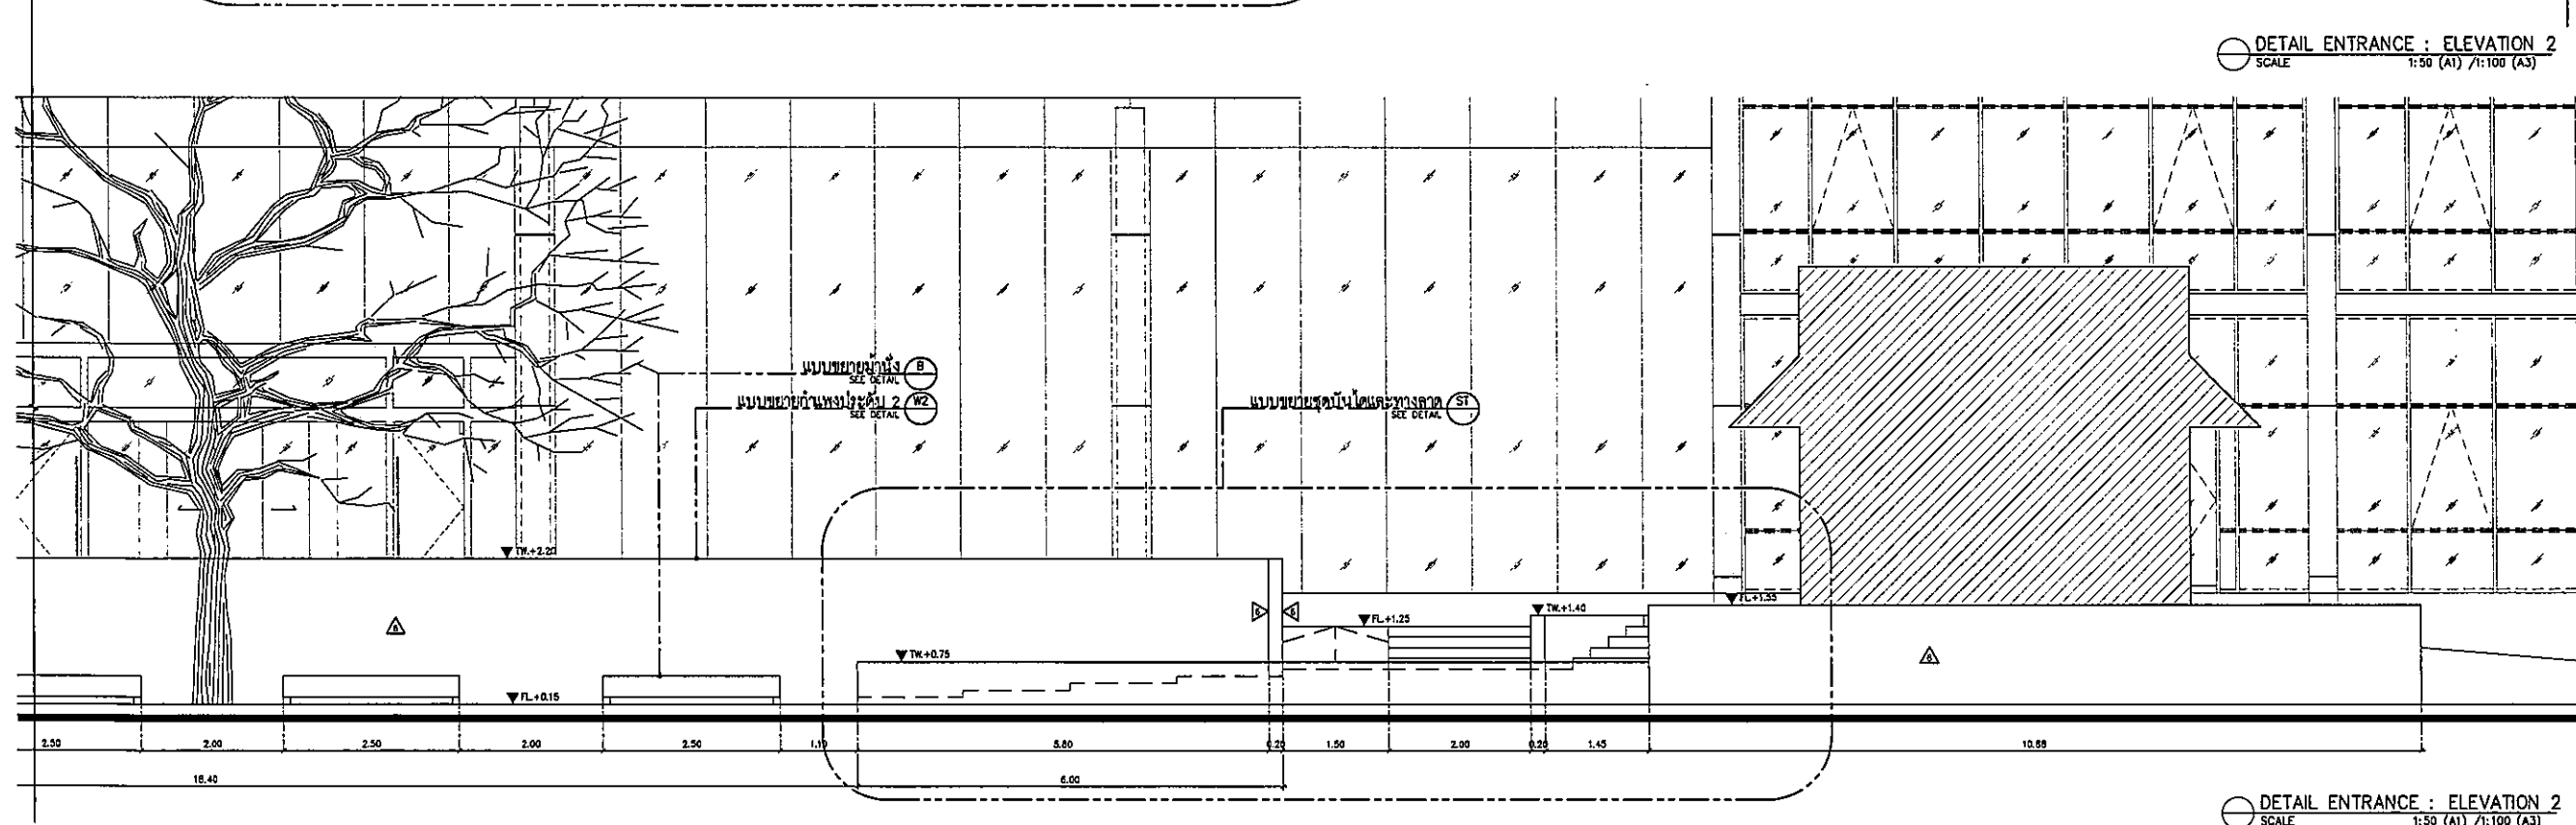 DETAIL ENTRANCE : ELEVATION 2
SCALE 1:50 (A1) /1:100 (A3)
แบบขยายม้านั่ง B
SEE DETAIL
แบบขยายกำแพงประดับ 2 W2
SEE DETAIL
แบบขยายชุดบันไดและทางลาด ST
SEE DETAIL
TW.+2.20
FL.+1.55
TW.+1.40
FL.+1.25
6 6
6
6
TW.+0.75
FL.+0.15
2.50 2.00 2.50 2.00 2.50 1.10 5.80 0.20 1.50 2.00 0.20 1.45 10.88
6.00
DETAIL ENTRANCE : ELEVATION 2
SCALE 1:50 (A1) /1:100 (A3)